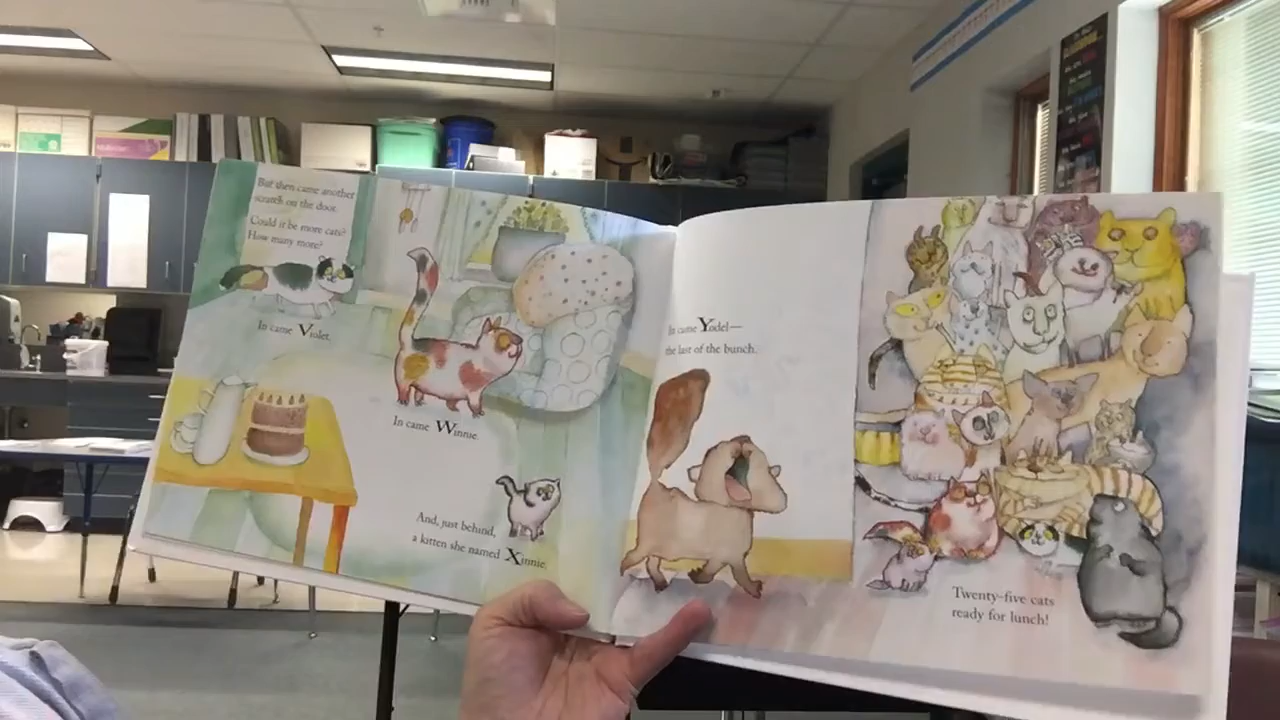 But then came another
scratch on the door.
Could it be more cats?
How many more?
In came Violet.
In came Winnie.
And, just behind,
a kitten she named Xinnie.
In came Yodel—
the last of the bunch.
Twenty-five cats
ready for lunch!